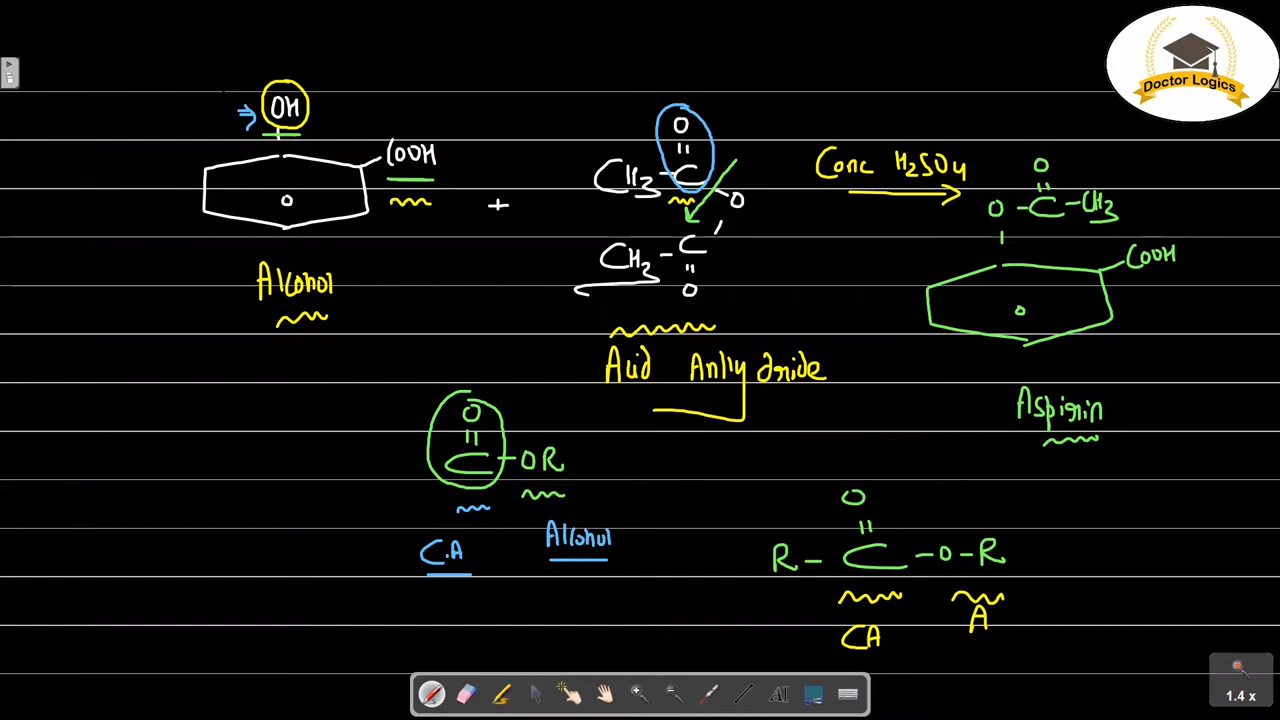 Doctor Logics
OH
COOH
O
Alcohol
+
O
CH3 - C
O
CH3 - C
O
Acid Anhydride
Conc H2SO4
O
O - C - CH3
COOH
O
Aspirin
O
C - OR
C.A Alcohol
O
R - C - O - R
CA A
AI
1.4 x